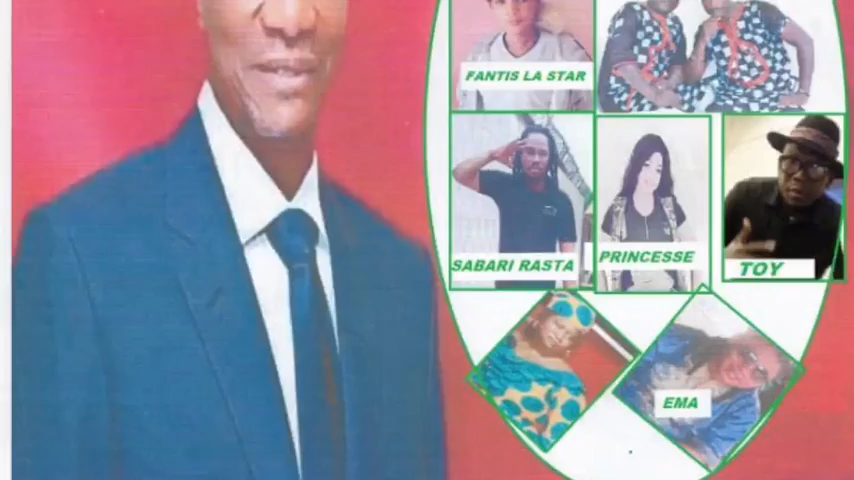 FANTIS LA STAR
SABARI RASTA
PRINCESSE
TOY
EMA